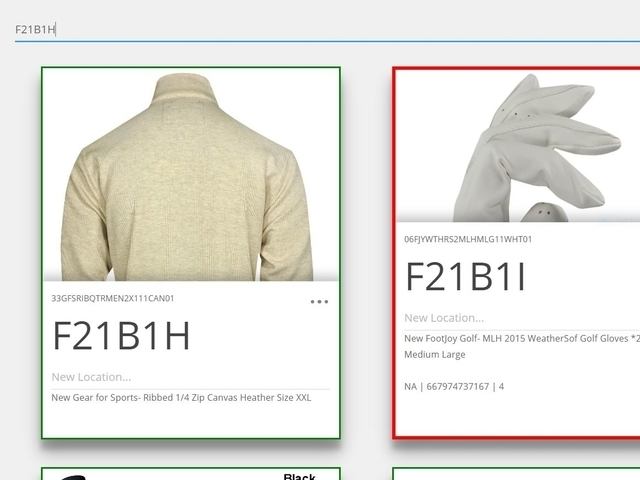 F21B1H
33GFSRIBQTRMEN2X111CAN01
F21B1H
New Location...
New Gear for Sports- Ribbed 1/4 Zip Canvas Heather Size XXL
06FJYWTHRS2MLHMLG11WHT01
F21B1I
New Location...
New FootJoy Golf- MLH 2015 WeatherSof Golf Gloves *2
Medium Large
NA | 667974737167 | 4
Black